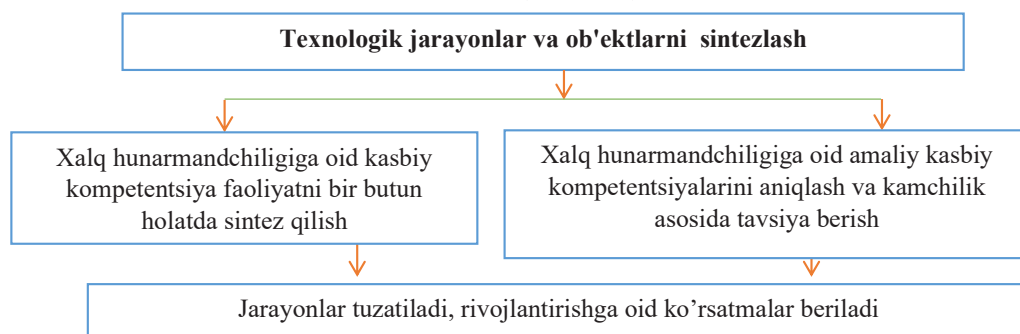 Texnologik jarayonlar va ob'ektlarni sintezlash
Xalq hunarmandchiligiga oid kasbiy
kompetentsiya faoliyatni bir butun
holatda sintez qilish
Xalq hunarmandchiligiga oid amaliy kasbiy
kompetentsiyalarini aniqlash va kamchilik
asosida tavsiya berish
Jarayonlar tuzatiladi, rivojlantirishga oid ko’rsatmalar beriladi